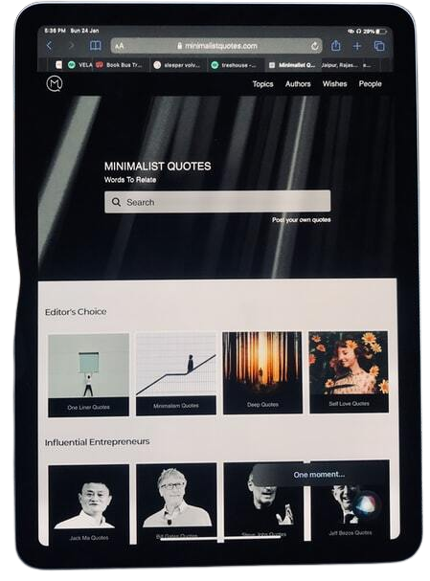 5:36 PM Sun 24 Jan
29%
AA
minimalistquotes.com
VELA
Book Bus Tr...
sleeper volv...
treehouse -...
Minimalist Q...
Jaipur, Rajas...
a...
M
Topics
Authors
Wishes
People
MINIMALIST QUOTES
Words To Relate
Search
Post your own quotes
Editor's Choice
One Liner Quotes
Minimalism Quotes
Deep Quotes
Self Love Quotes
Influential Entrepreneurs
One moment...
Jack Ma Quotes
Bill Gates Quotes
Steve Jobs Quotes
Jeff Bezos Quotes